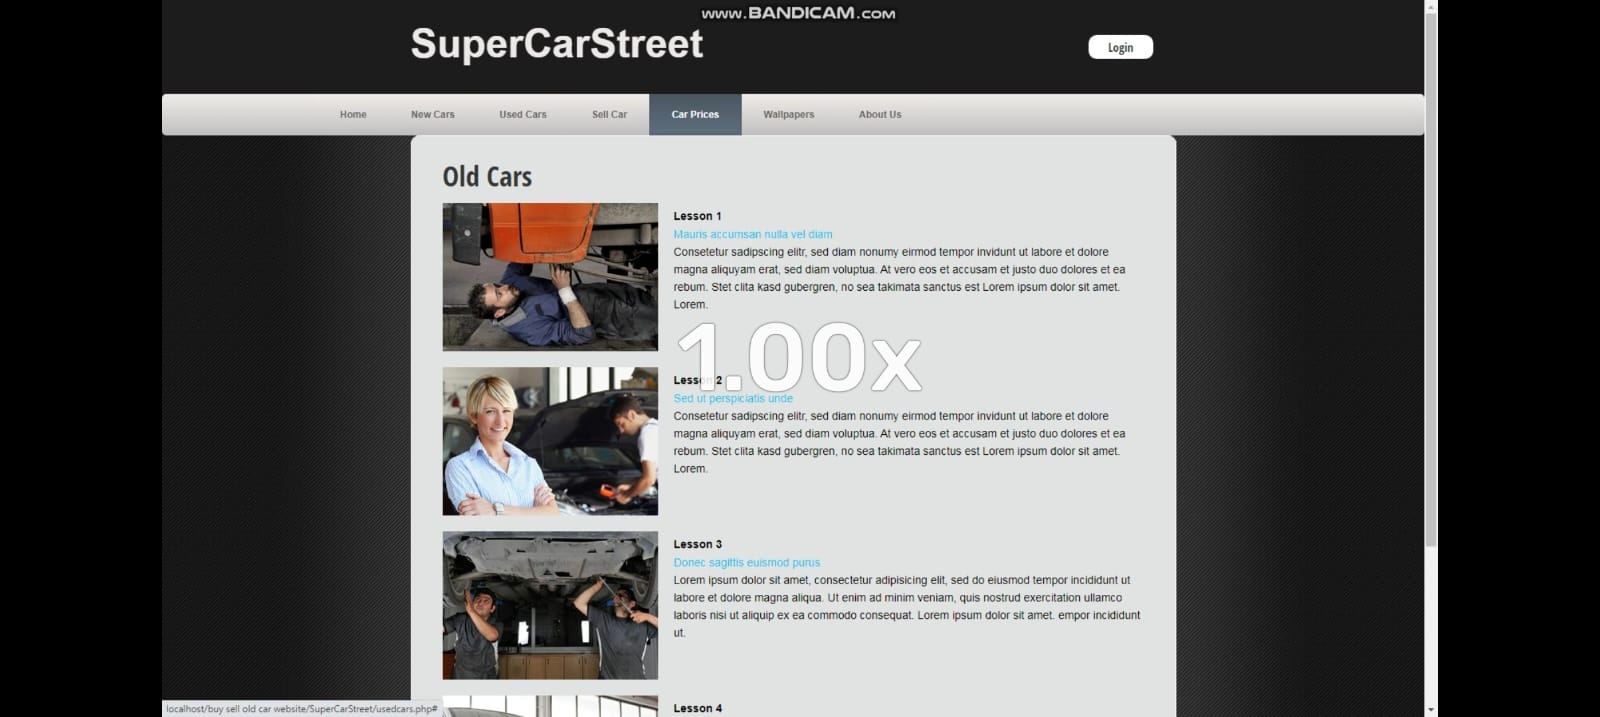 www.BANDICAM.com
SuperCarStreet
Login
Home New Cars Used Cars Sell Car Car Prices Wallpapers About Us
Old Cars
Lesson 1
Mauris accumsan nulla vel diam
Consetetur sadipscing elitr, sed diam nonumy eirmod tempor invidunt ut labore et dolore
magna aliquyam erat, sed diam voluptua. At vero eos et accusam et justo duo dolores et ea
rebum. Stet clita kasd gubergren, no sea takimata sanctus est Lorem ipsum dolor sit amet.
Lorem.
1.00x
Lesson 2
Sed ut perspiciatis unde
Consetetur sadipscing elitr, sed diam nonumy eirmod tempor invidunt ut labore et dolore
magna aliquyam erat, sed diam voluptua. At vero eos et accusam et justo duo dolores et ea
rebum. Stet clita kasd gubergren, no sea takimata sanctus est Lorem ipsum dolor sit amet.
Lorem.
Lesson 3
Donec sagittis euismod purus
Lorem ipsum dolor sit amet, consectetur adipisicing elit, sed do eiusmod tempor incididunt ut
labore et dolore magna aliqua. Ut enim ad minim veniam, quis nostrud exercitation ullamco
laboris nisi ut aliquip ex ea commodo consequat. Lorem ipsum dolor sit amet. empor incididunt
ut.
Lesson 4
localhost/buy sell old car website/SuperCarStreet/usedcars.php#